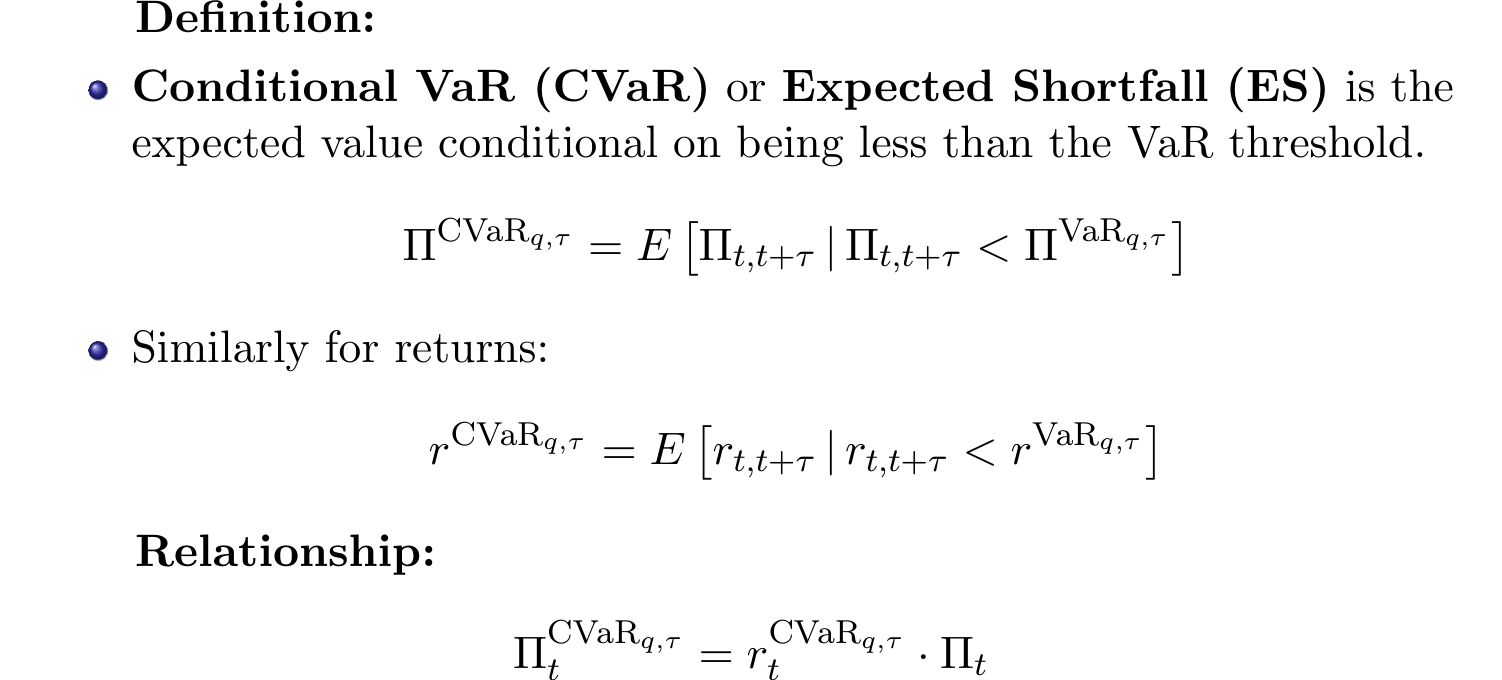 Definition:
Conditional VaR (CVaR) or Expected Shortfall (ES) is the
expected value conditional on being less than the VaR threshold.
Π^{CVaR_{q,τ}} = E [Π_{t,t+τ} | Π_{t,t+τ} < Π^{VaR_{q,τ}}]
Similarly for returns:
r^{CVaR_{q,τ}} = E [r_{t,t+τ} | r_{t,t+τ} < r^{VaR_{q,τ}}]
Relationship:
Π_t^{CVaR_{q,τ}} = r_t^{CVaR_{q,τ}} · Π_t